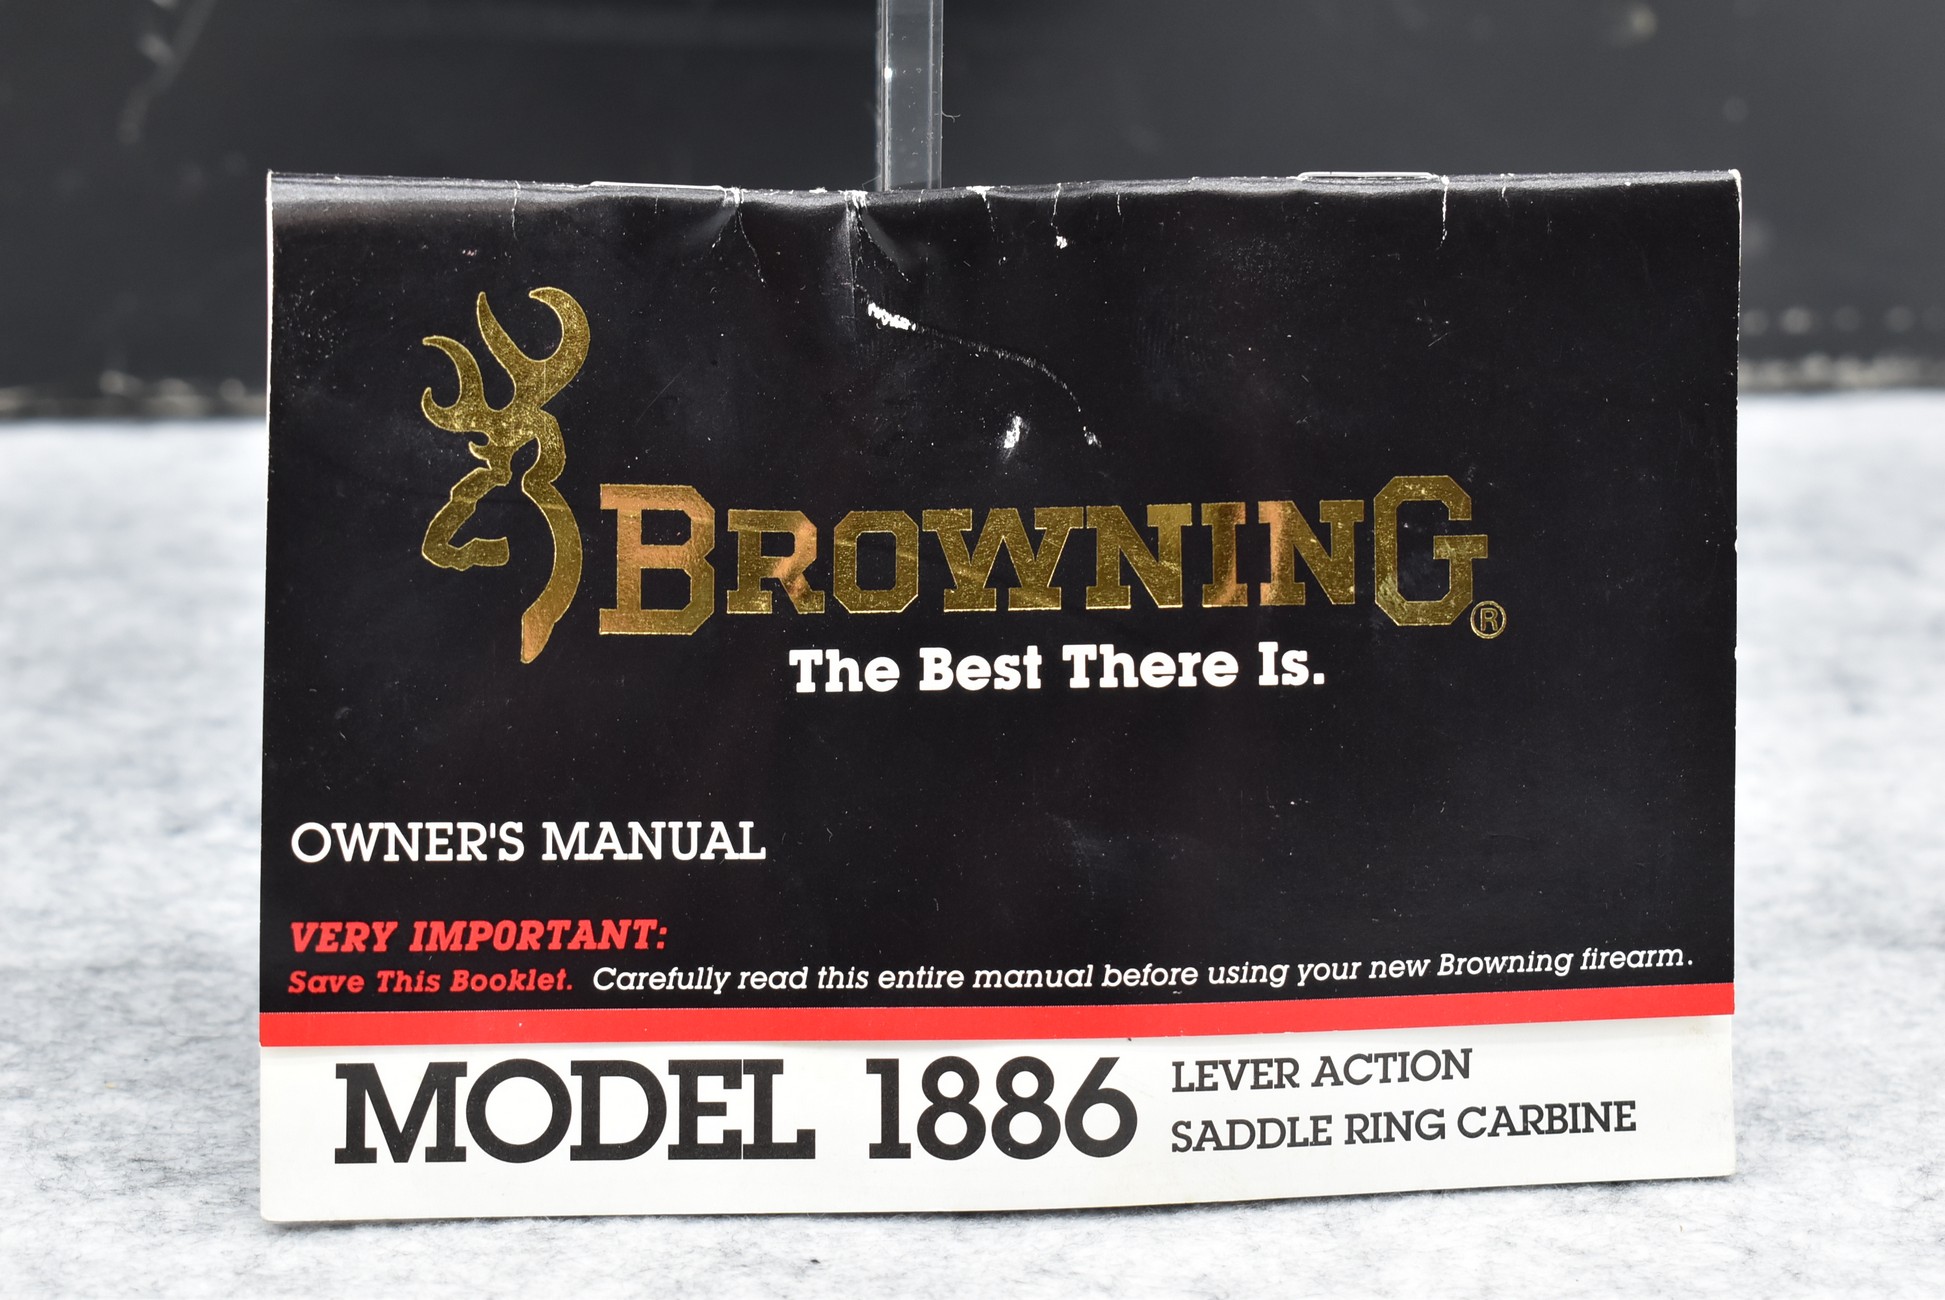 BROWNING®
The Best There Is.
OWNER'S MANUAL
VERY IMPORTANT:
Save This Booklet. Carefully read this entire manual before using your new Browning firearm.
MODEL 1886
LEVER ACTION
SADDLE RING CARBINE